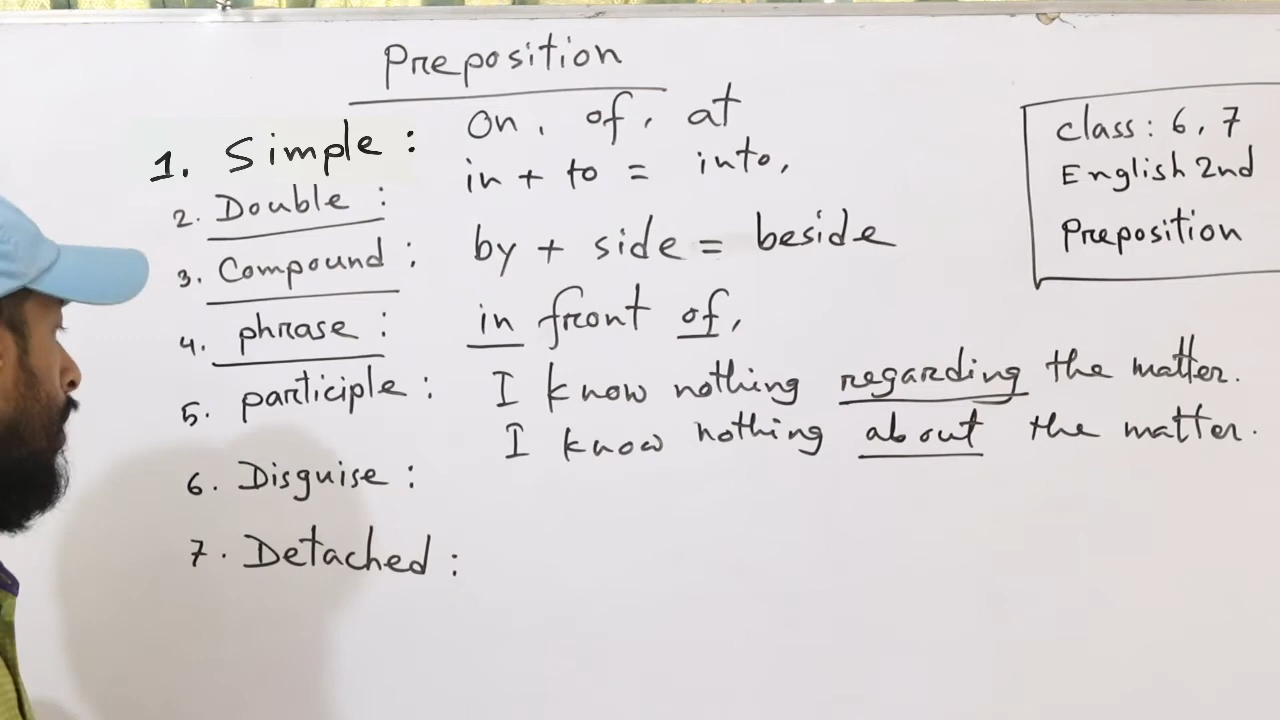 Preposition
1. Simple : on, of, at
2. Double : in + to = into,
3. Compound : by + side = beside
4. phrase : in front of,
5. participle : I know nothing regarding the matter.
I know nothing about the matter.
6. Disguise :
7. Detached :
class : 6, 7
English 2nd
Preposition